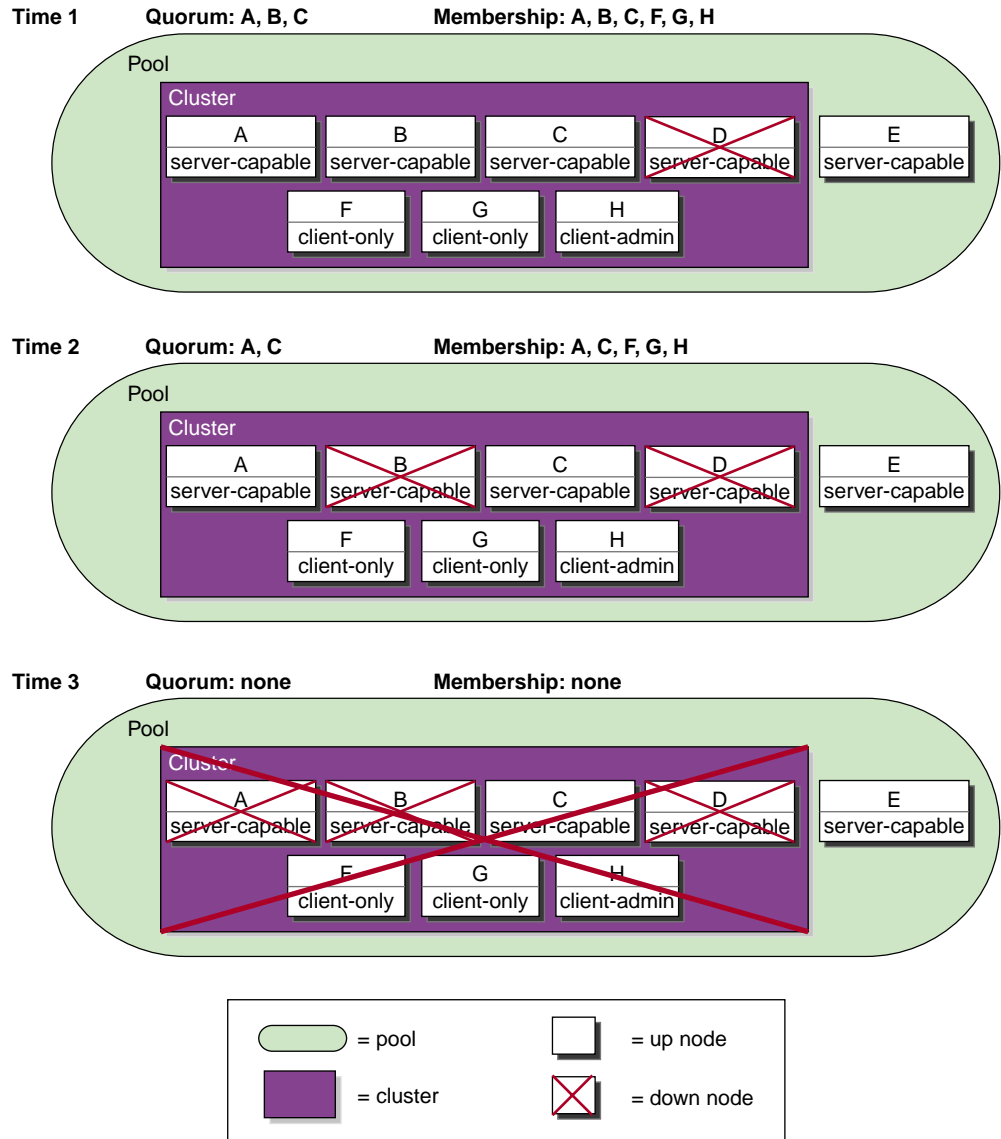 Time 1 Quorum: A, B, C Membership: A, B, C, F, G, H
Pool
Cluster
A B C D E
server-capable server-capable server-capable server-capable server-capable
F G H
client-only client-only client-admin
Time 2 Quorum: A, C Membership: A, C, F, G, H
Pool
Cluster
A B C D E
server-capable server-capable server-capable server-capable server-capable
F G H
client-only client-only client-admin
Time 3 Quorum: none Membership: none
Pool
Cluster
A B C D E
server-capable server-capable server-capable server-capable server-capable
F G H
client-only client-only client-admin
= pool = up node
= cluster = down node